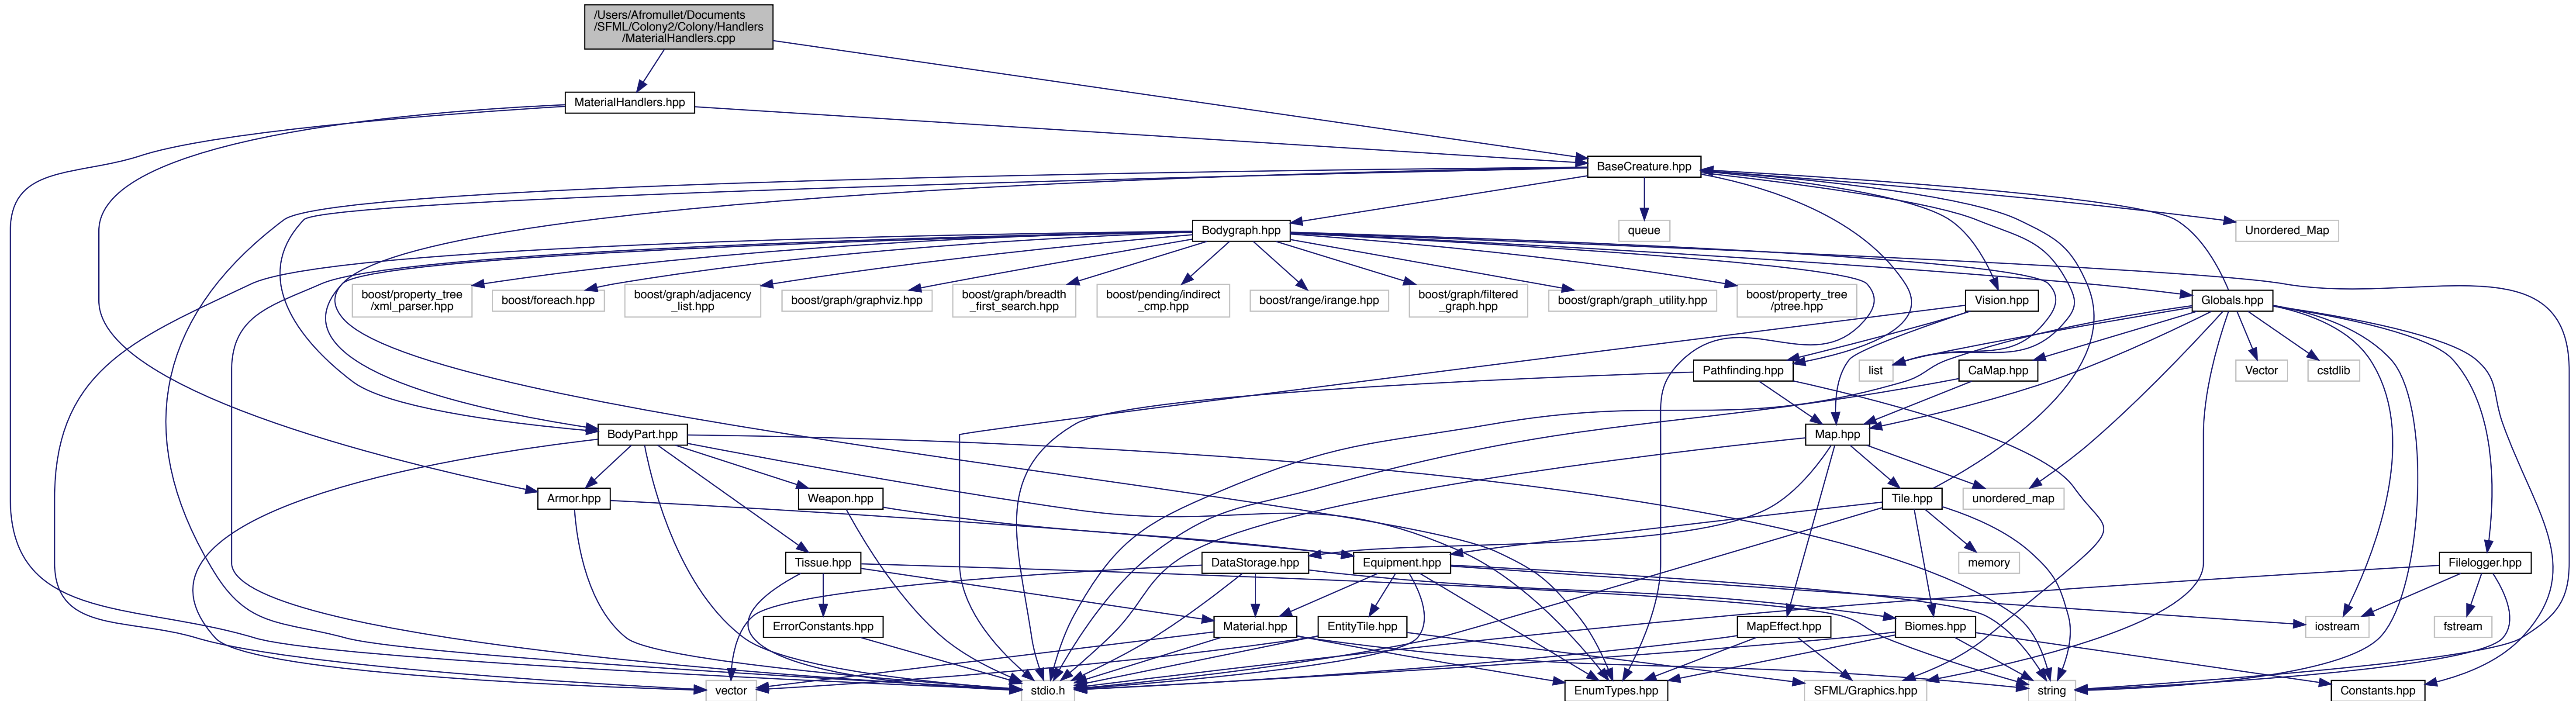 /Users/Afromullet/Documents
/SFML/Colony2/Colony/Handlers
/MaterialHandlers.cpp
MaterialHandlers.hpp
BaseCreature.hpp
Bodygraph.hpp
queue
Unordered_Map
boost/property_tree
/xml_parser.hpp
boost/foreach.hpp
boost/graph/adjacency
_list.hpp
boost/graph/graphviz.hpp
boost/graph/breadth
_first_search.hpp
boost/pending/indirect
_cmp.hpp
boost/range/irange.hpp
boost/graph/filtered
_graph.hpp
boost/graph/graph_utility.hpp
boost/property_tree
/ptree.hpp
Vision.hpp
Globals.hpp
Pathfinding.hpp
list
CaMap.hpp
Vector
cstdlib
BodyPart.hpp
Map.hpp
Armor.hpp
Weapon.hpp
Tile.hpp
unordered_map
Tissue.hpp
DataStorage.hpp
Equipment.hpp
memory
Filelogger.hpp
ErrorConstants.hpp
Material.hpp
EntityTile.hpp
MapEffect.hpp
Biomes.hpp
iostream
fstream
vector
stdio.h
EnumTypes.hpp
SFML/Graphics.hpp
string
Constants.hpp